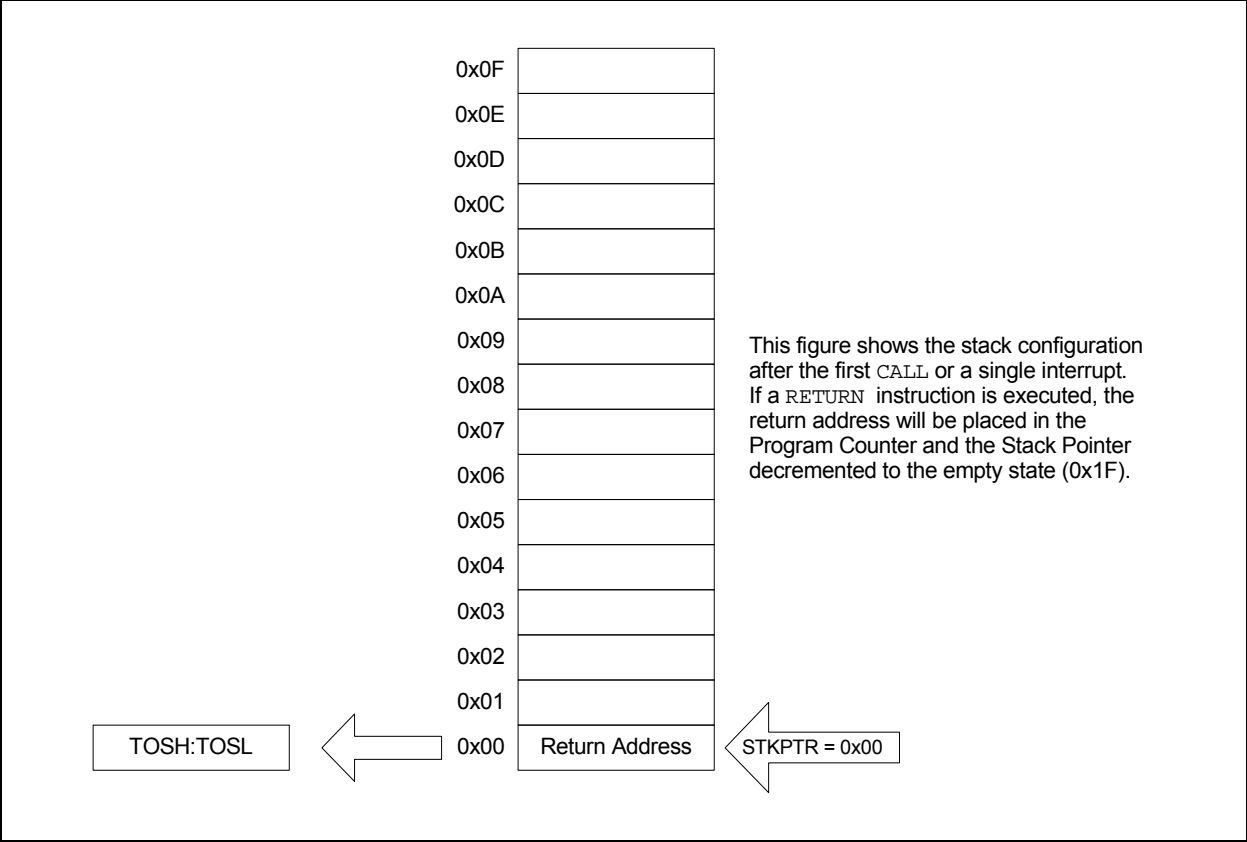 0x0F
0x0E
0x0D
0x0C
0x0B
0x0A
0x09
This figure shows the stack configuration
after the first CALL or a single interrupt.
0x08
If a RETURN instruction is executed, the
return address will be placed in the
0x07
Program Counter and the Stack Pointer
0x06
decremented to the empty state (0x1F).
0x05
0x04
0x03
0x02
0x01
TOSH:TOSL 0x00 Return Address STKPTR = 0x00